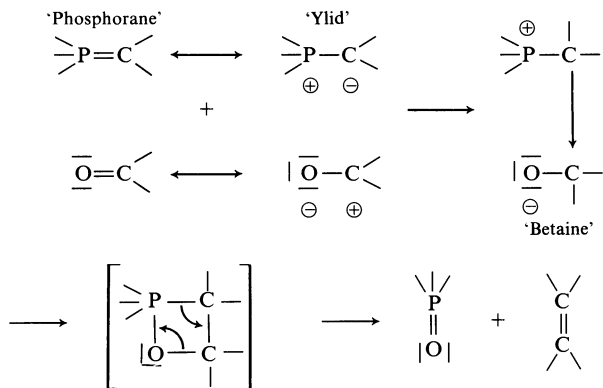 'Phosphorane' 'Ylid'
P=C P—C P—C
⊕ ⊖ ⊕
+
O=C O—C O—C
⊖ ⊕ ⊖
'Betaine'
P—C P + C
O—C O C